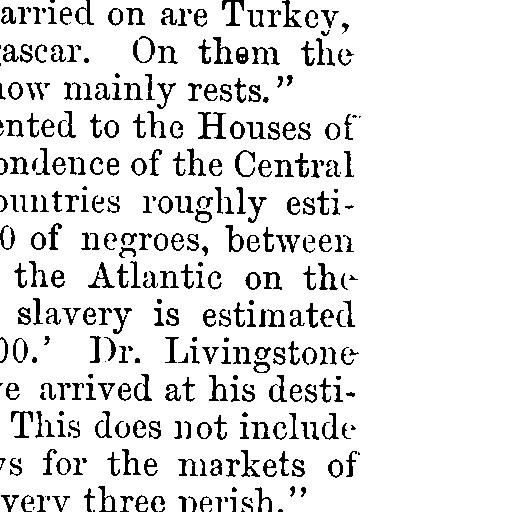 arried on are Turkey,
ascar. On them the
now mainly rests."
ented to the Houses of
ondence of the Central
ountries roughly esti-
0 of negroes, between
the Atlantic on the
slavery is estimated
00.' Dr. Livingstone
e arrived at his desti-
This does not include
s for the markets of
very three perish."